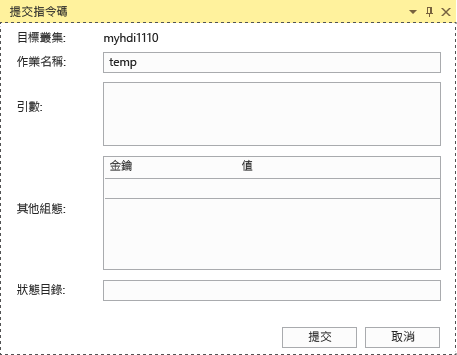 提交指令碼
目標叢集: myhdi1110
作業名稱: temp
引數:
金鑰 值
其他組態:
狀態目錄:
提交 取消